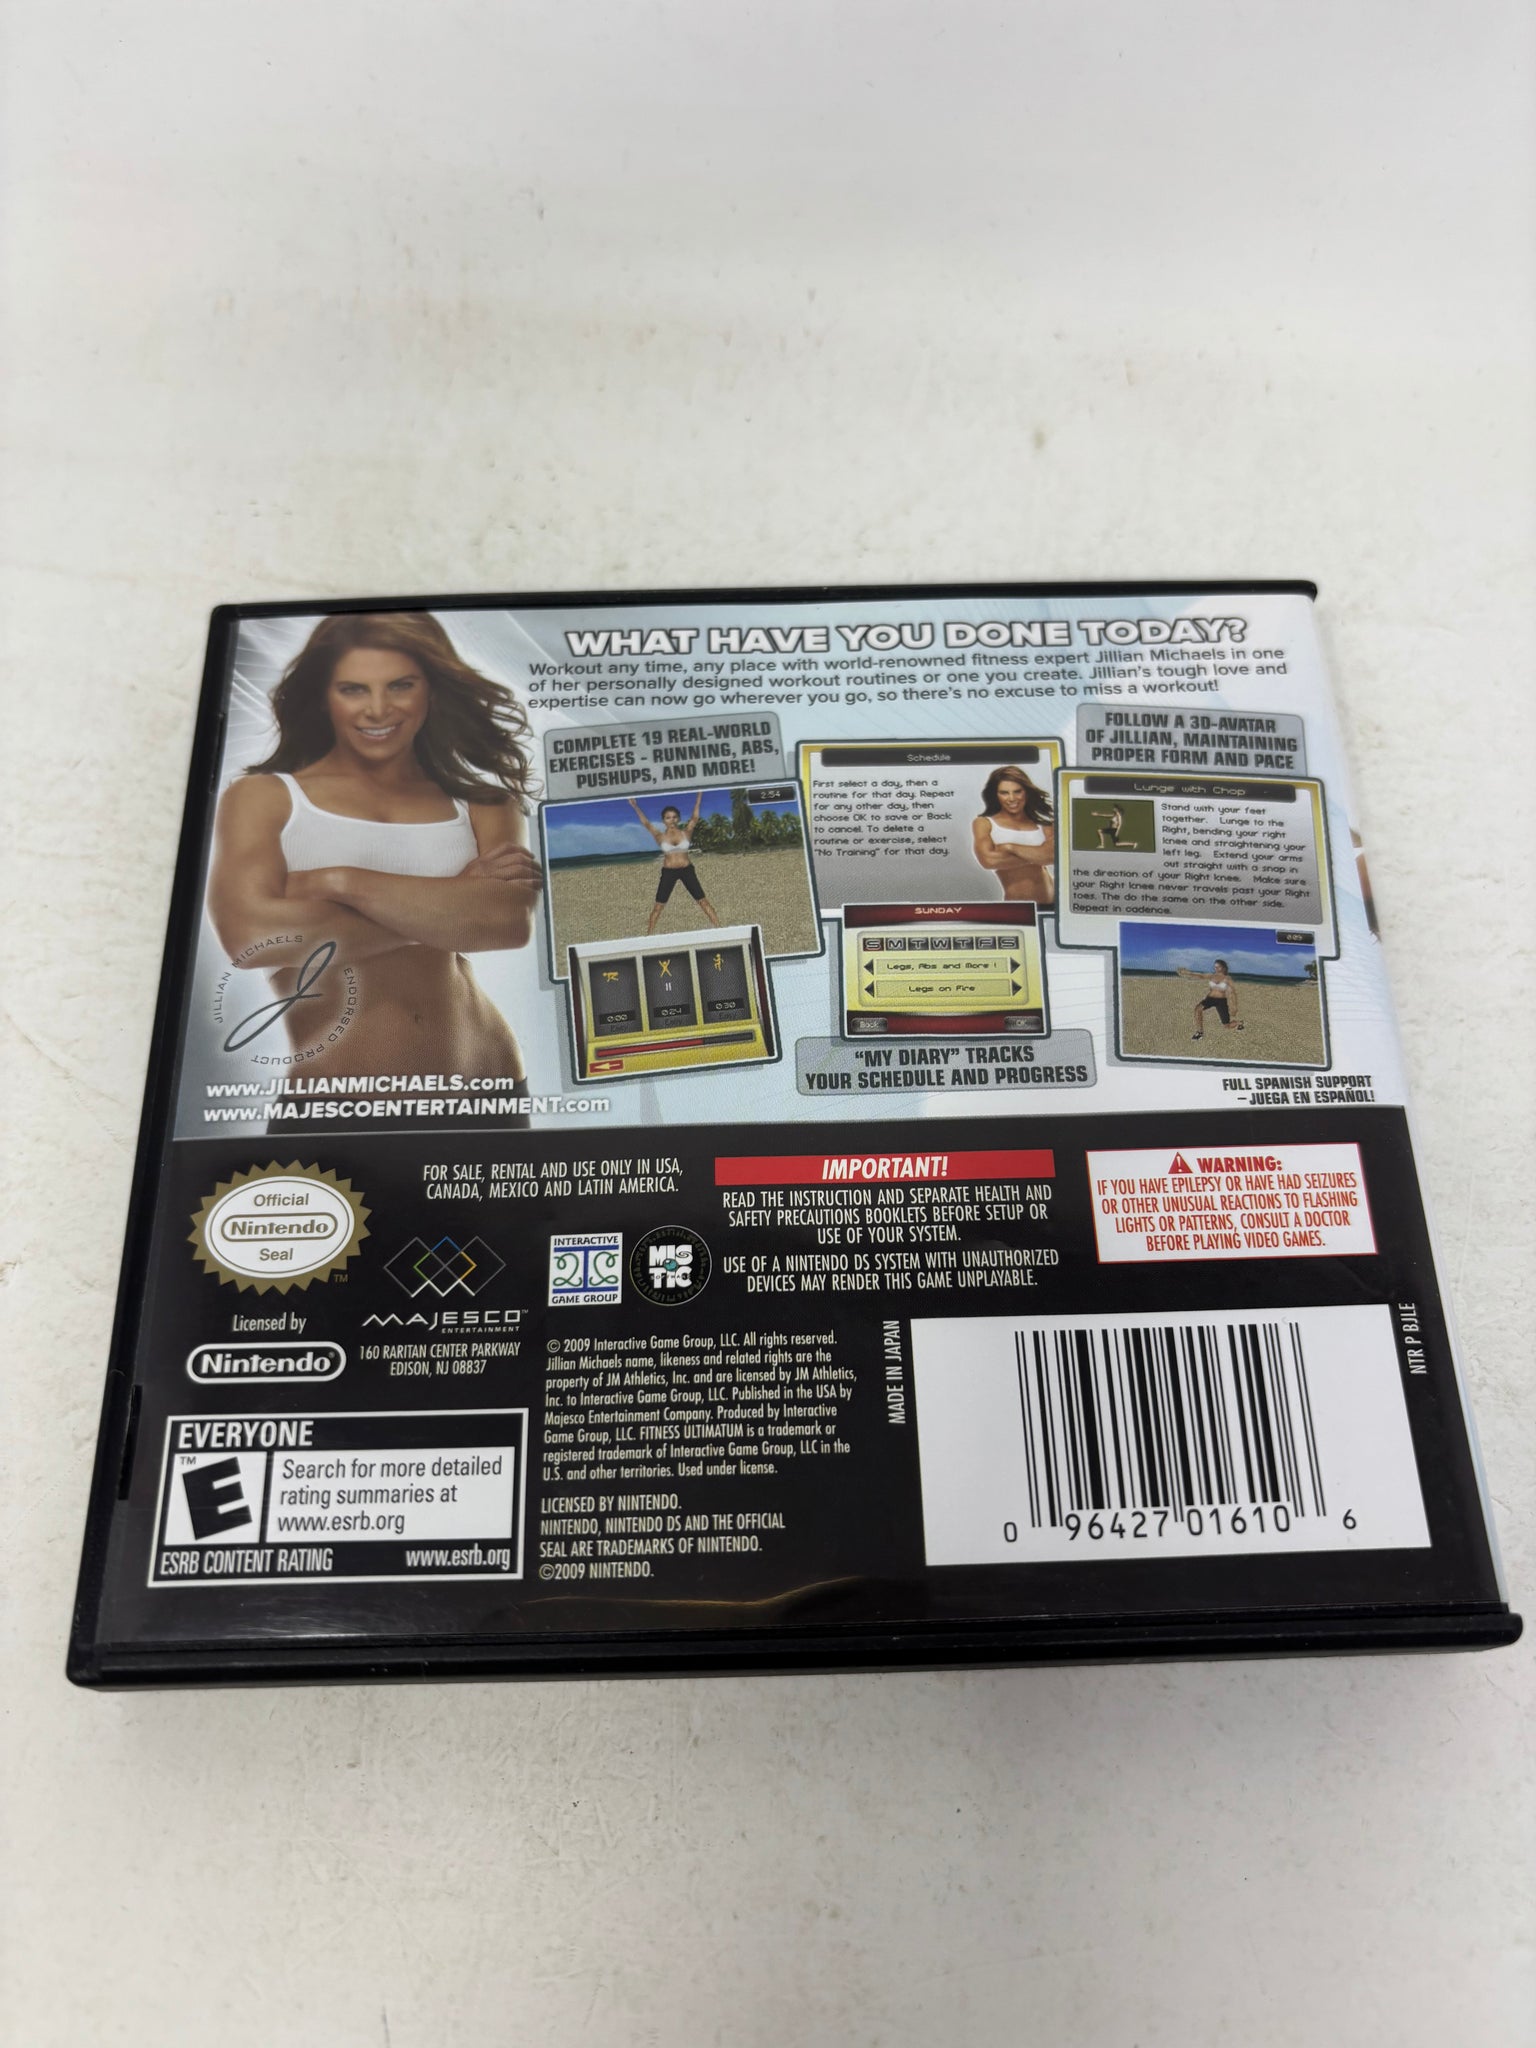 WHAT HAVE YOU DONE TODAY?
Workout any time, any place with world-renowned fitness expert Jillian Michaels in one
of her personally designed workout routines or one you create. Jillian's tough love and
expertise can now go wherever you go, so there's no excuse to miss a workout!
COMPLETE 19 REAL-WORLD
EXERCISES - RUNNING, ABS,
PUSHUPS, AND MORE!
2:54
0:00
0:24
0:30
Schedule
First select a day, then a
routine for that day. Repeat
for any other day, then
choose OK to save or Back
to cancel. To delete a
routine or exercise, select
"No Training" for that day.
SUNDAY
S M T W T F S
Legs, Abs and More !
Legs on Fire
Back
OK
"MY DIARY" TRACKS
YOUR SCHEDULE AND PROGRESS
FOLLOW A 3D-AVATAR
OF JILLIAN, MAINTAINING
PROPER FORM AND PACE
Lunge with Chop
Stand with your feet
together. Lunge to the
Right, bending your right
knee and straightening your
left leg. Extend your arms
out straight with a snap in
the direction of your Right knee. Make sure
your Right knee never travels past your Right
toes. The do the same on the other side.
Repeat in cadence.
FULL SPANISH SUPPORT
– JUEGA EN ESPAÑOL!
JILLIAN MICHAELS
ENDORSED PRODUCT
www.JILLIANMICHAELS.com
www.MAJESCOENTERTAINMENT.com
Official
Nintendo
Seal
TM
Licensed by
Nintendo®
FOR SALE, RENTAL AND USE ONLY IN USA,
CANADA, MEXICO AND LATIN AMERICA.
MAJESCO™
ENTERTAINMENT
160 RARITAN CENTER PARKWAY
EDISON, NJ 08837
INTERACTIVE
GAME GROUP
MIS
TIC
IMPORTANT!
READ THE INSTRUCTION AND SEPARATE HEALTH AND
SAFETY PRECAUTIONS BOOKLETS BEFORE SETUP OR
USE OF YOUR SYSTEM.
USE OF A NINTENDO DS SYSTEM WITH UNAUTHORIZED
DEVICES MAY RENDER THIS GAME UNPLAYABLE.
WARNING:
IF YOU HAVE EPILEPSY OR HAVE HAD SEIZURES
OR OTHER UNUSUAL REACTIONS TO FLASHING
LIGHTS OR PATTERNS, CONSULT A DOCTOR
BEFORE PLAYING VIDEO GAMES.
EVERYONE
TM
E
Search for more detailed
rating summaries at
www.esrb.org
ESRB CONTENT RATING www.esrb.org
© 2009 Interactive Game Group, LLC. All rights reserved.
Jillian Michaels name, likeness and related rights are the
property of JM Athletics, Inc. and are licensed by JM Athletics,
Inc. to Interactive Game Group, LLC. Published in the USA by
Majesco Entertainment Company. Produced by Interactive
Game Group, LLC. FITNESS ULTIMATUM is a trademark or
registered trademark of Interactive Game Group, LLC in the
U.S. and other territories. Used under license.
LICENSED BY NINTENDO.
NINTENDO, NINTENDO DS AND THE OFFICIAL
SEAL ARE TRADEMARKS OF NINTENDO.
©2009 NINTENDO.
MADE IN JAPAN
0 96427 01610 6
NTR P BJLE